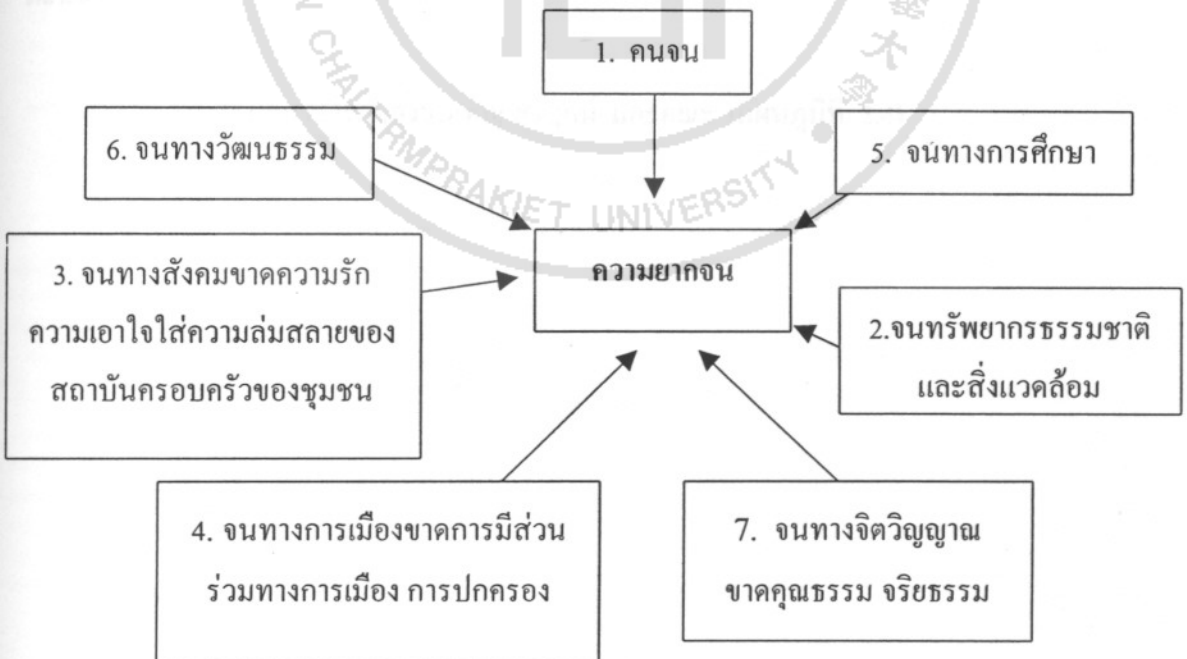 1. คนจน
6. จนทางวัฒนธรรม
5. จนทางการศึกษา
ความยากจน
3. จนทางสังคมขาดความรัก
ความเอาใจใส่ความล่มสลายของ
สถาบันครอบครัวของชุมชน
2.จนทรัพยากรธรรมชาติ
และสิ่งแวดล้อม
4. จนทางการเมืองขาดการมีส่วน
ร่วมทางการเมือง การปกครอง
7. จนทางจิตวิญญาณ
ขาดคุณธรรม จริยธรรม
N CHALERMPRAKIET UNIVERSITY
大學